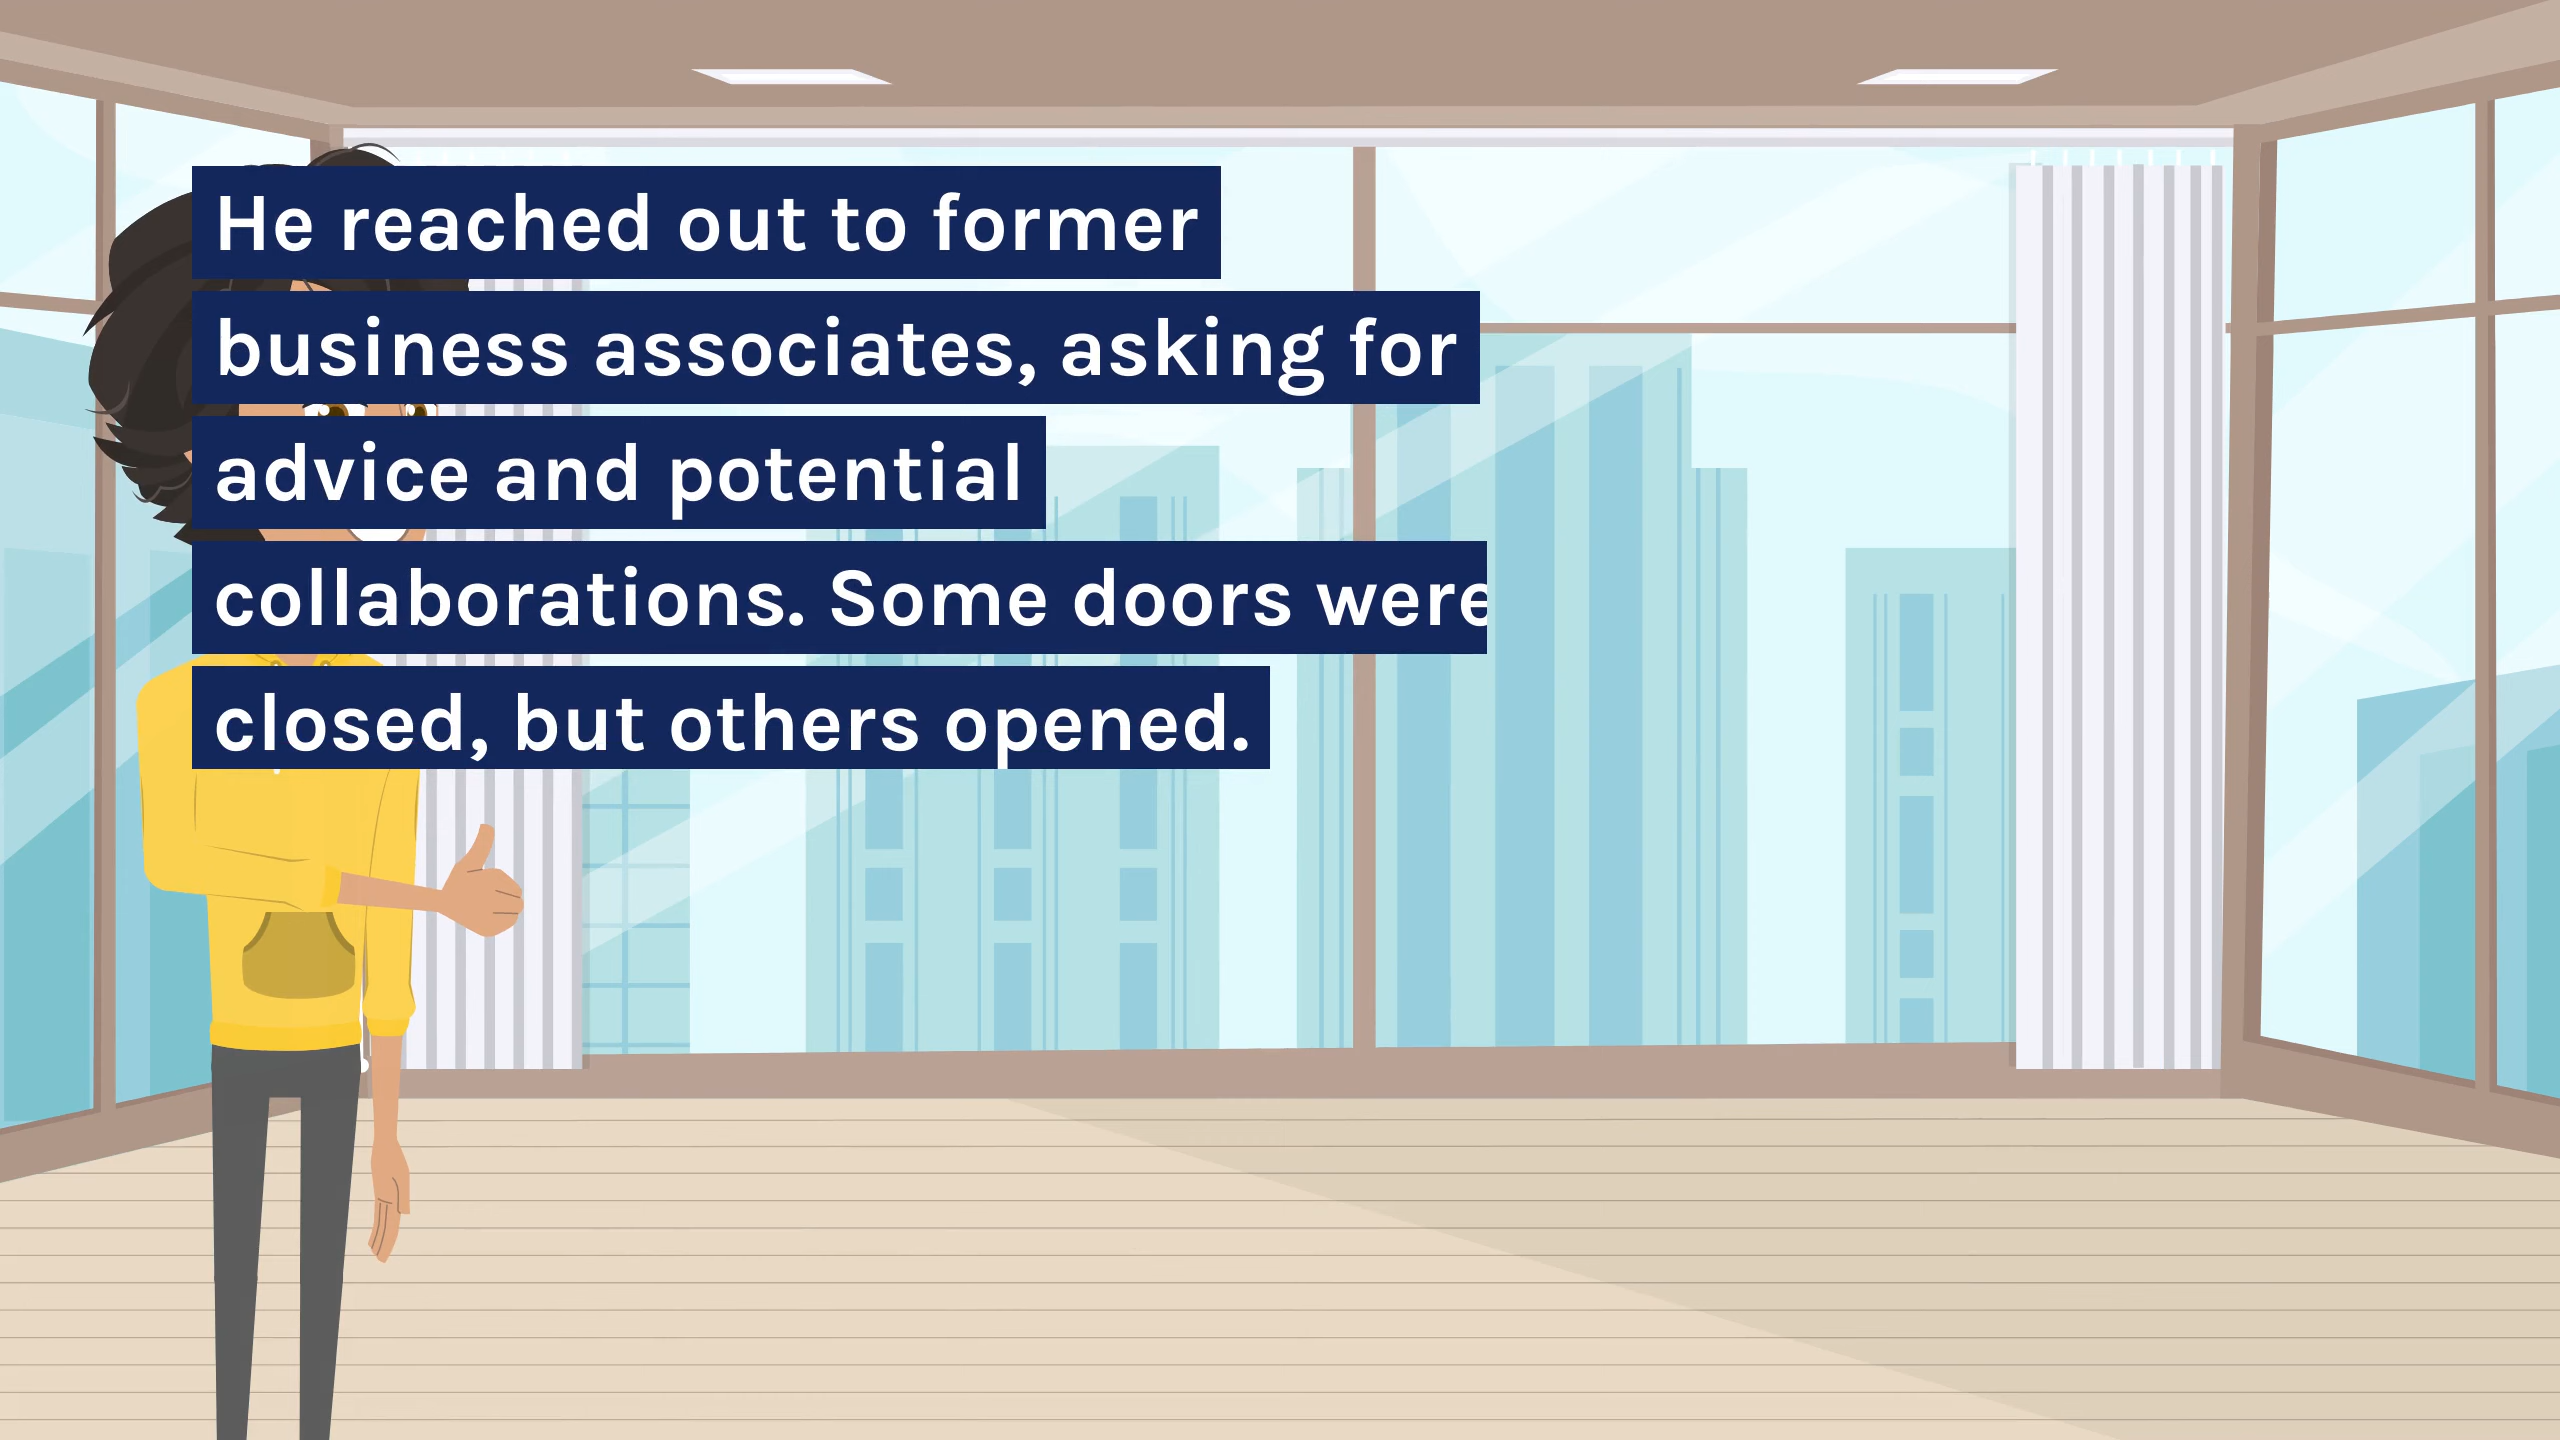 He reached out to former
business associates, asking for
advice and potential
collaborations. Some doors were
closed, but others opened.